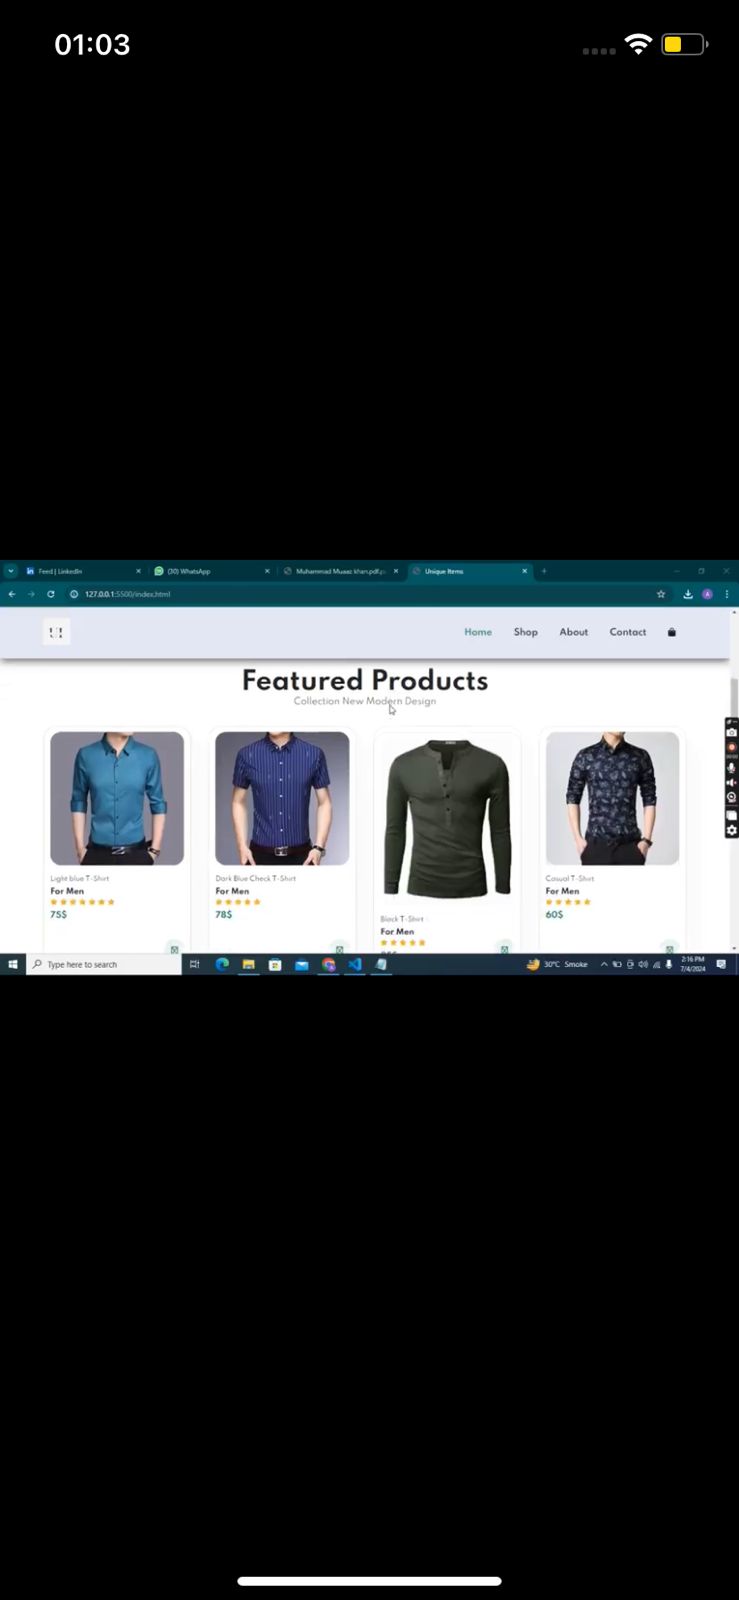 01:03
Feed | LinkedIn
(30) WhatsApp
Muhammad Muaaz khan.pdf
Unique Items
127.0.0.1:5500/index.html
Home
Shop
About
Contact
Featured Products
Collection New Modern Design
Light blue T-Shirt
For Men
75$
Dark Blue Check T-Shirt
For Men
78$
Black T-Shirt
For Men
Casual T-Shirt
For Men
60$
Type here to search
30°C Smoke
2:16 PM
7/4/2024